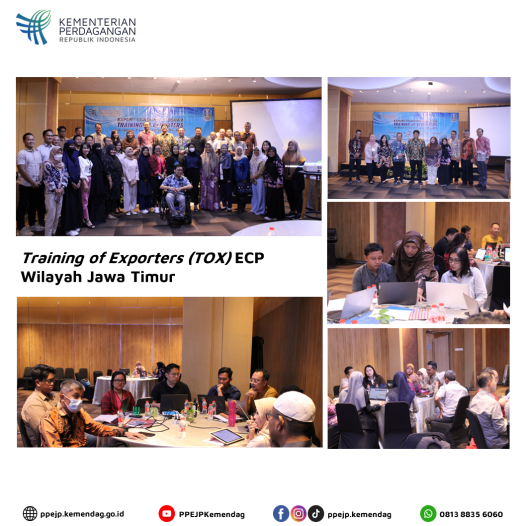 KEMENTERIAN
PERDAGANGAN
REPUBLIK INDONESIA
Training of Exporters (TOX) ECP
Wilayah Jawa Timur
ppejp.kemendag.go.id
PPEJPKemendag
ppejp.kemendag
0813 8835 6060